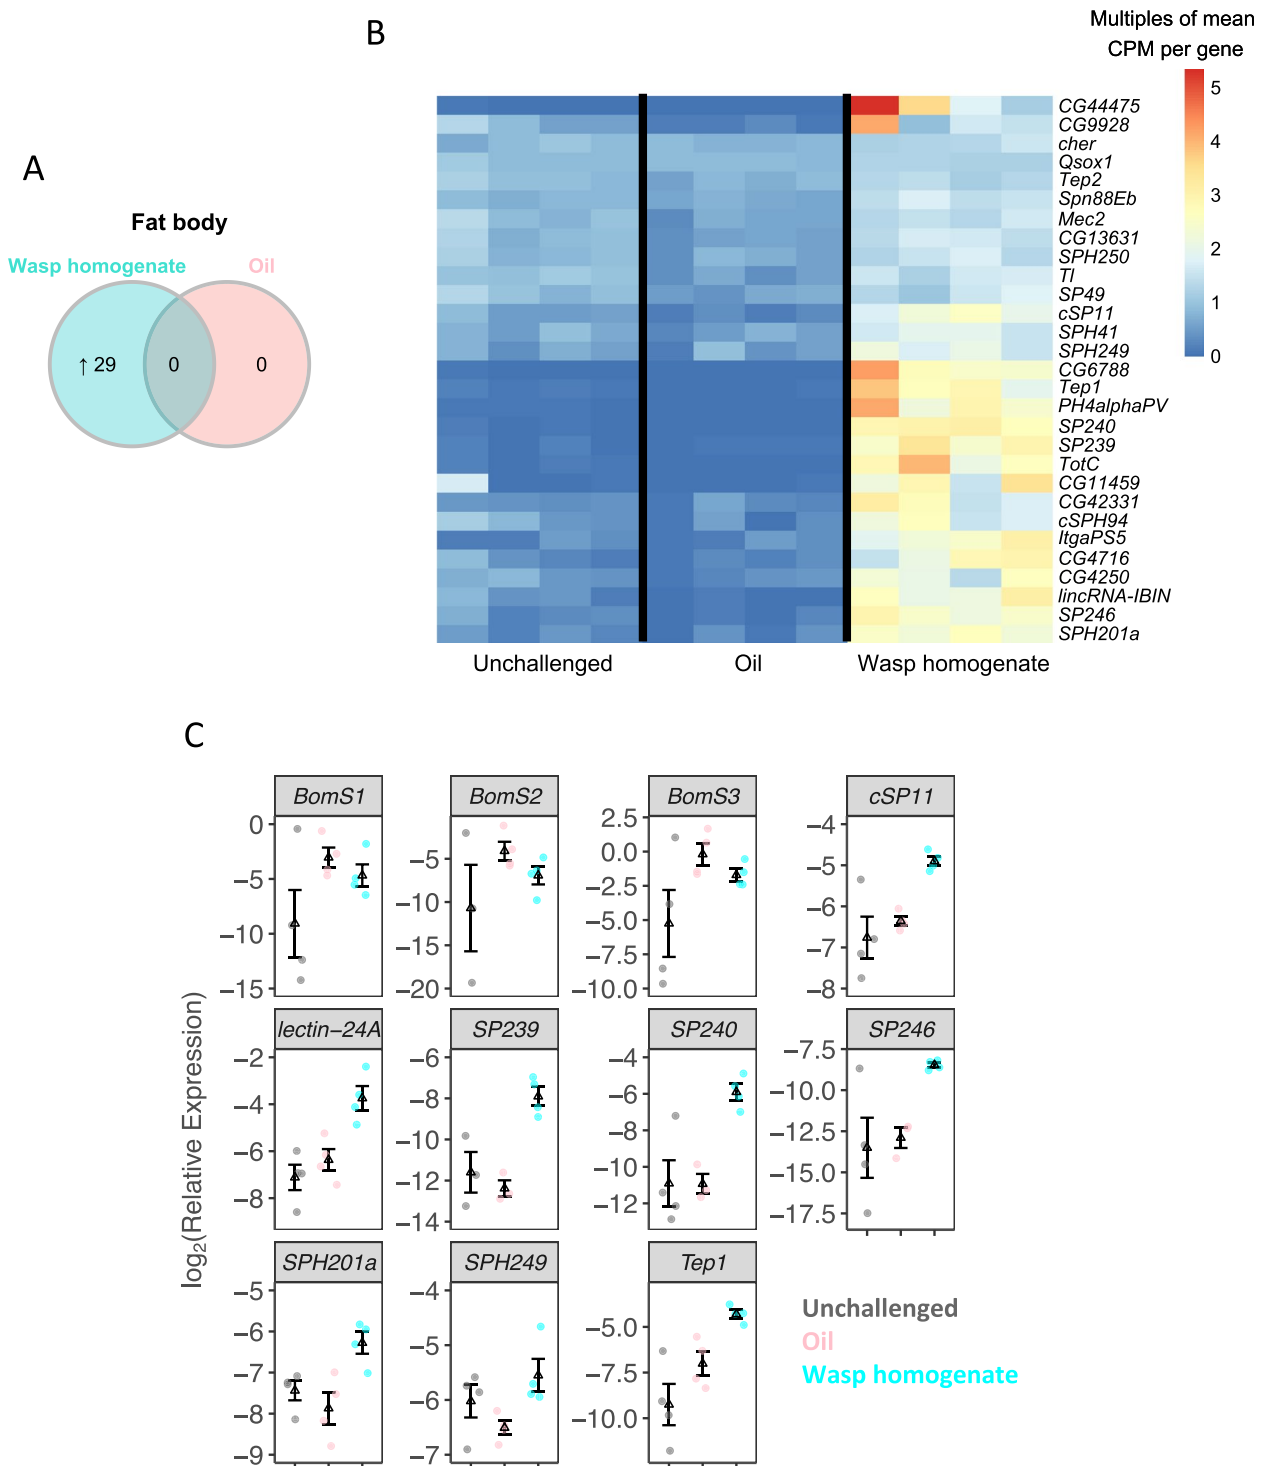 B
Multiples of mean
CPM per gene
5
4
3
2
1
0
CG44475
CG9928
cher
Qsox1
Tep2
Spn88Eb
Mec2
CG13631
SPH250
Tl
SP49
cSP11
SPH41
SPH249
CG6788
Tep1
PH4alphaPV
SP240
SP239
TotC
CG11459
CG42331
cSPH94
ItgaPS5
CG4716
CG4250
lincRNA-IBIN
SP246
SPH201a
Unchallenged
Oil
Wasp homogenate
A
Fat body
Wasp homogenate
Oil
↑ 29
0
0
C
log₂(Relative Expression)
BomS1
0
−5
−10
−15
BomS2
−5
−10
−15
−20
BomS3
2.5
0.0
−2.5
−5.0
−7.5
−10.0
cSP11
−4
−5
−6
−7
−8
lectin−24A
−2
−4
−6
−8
SP239
−6
−8
−10
−12
−14
SP240
−4
−6
−8
−10
−12
SP246
−7.5
−10.0
−12.5
−15.0
−17.5
SPH201a
−5
−6
−7
−8
−9
SPH249
−4
−5
−6
−7
Tep1
−5.0
−7.5
−10.0
Unchallenged
Oil
Wasp homogenate